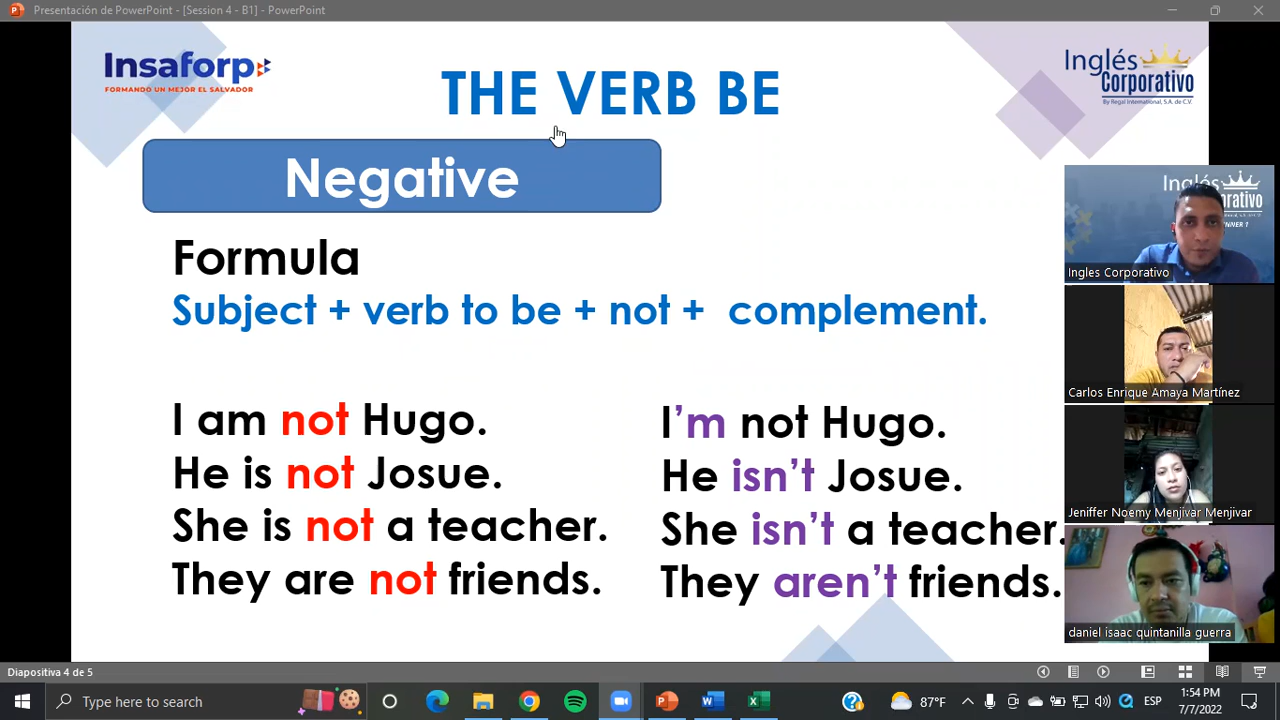 Presentación de PowerPoint - [Session 4 - B1] - PowerPoint
Insaforp
FORMANDO UN MEJOR EL SALVADOR
THE VERB BE
Inglés
Corporativo
By Regal International, S.A. de C.V.
Negative
Formula
Subject + verb to be + not + complement.
I am not Hugo.
He is not Josue.
She is not a teacher.
They are not friends.
I'm not Hugo.
He isn't Josue.
She isn't a teacher.
They aren't friends.
Ingles Corporativo
Carlos Enrique Amaya Martínez
Jeniffer Noemy Menjivar Menjivar
daniel isaac quintanilla guerra
Diapositiva 4 de 5
Type here to search
87°F
ESP
1:54 PM
7/7/2022